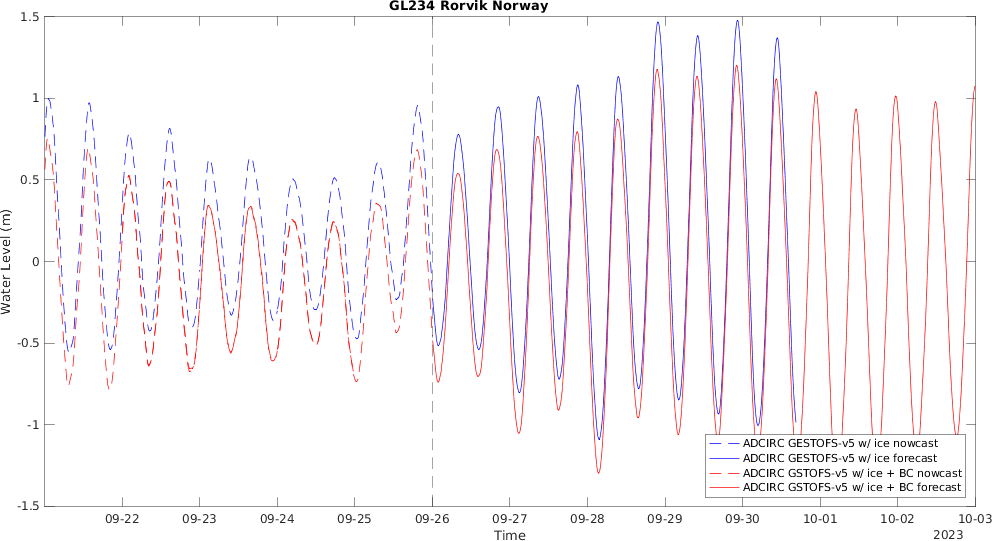 GL234 Rorvik Norway
1.5
1
0.5
0
-0.5
-1
-1.5
Water Level (m)
ADCIRC GESTOFS-v5 w/ ice nowcast
ADCIRC GESTOFS-v5 w/ ice forecast
ADCIRC GSTOFS-v5 w/ ice + BC nowcast
ADCIRC GSTOFS-v5 w/ ice + BC forecast
09-22 09-23 09-24 09-25 09-26 09-27 09-28 09-29 09-30 10-01 10-02 10-03
Time
2023